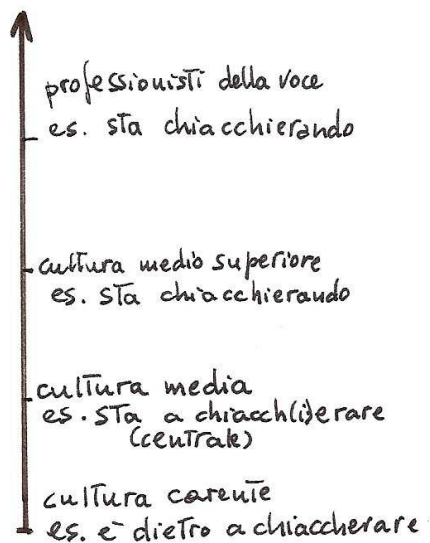 professionisti della voce
es. sta chiacchierando
cultura medio superiore
es. sta chiacchierando
cultura media
es. sta a chiacch(i)erare
(centrale)
cultura carente
es. è dietro a chiaccherare